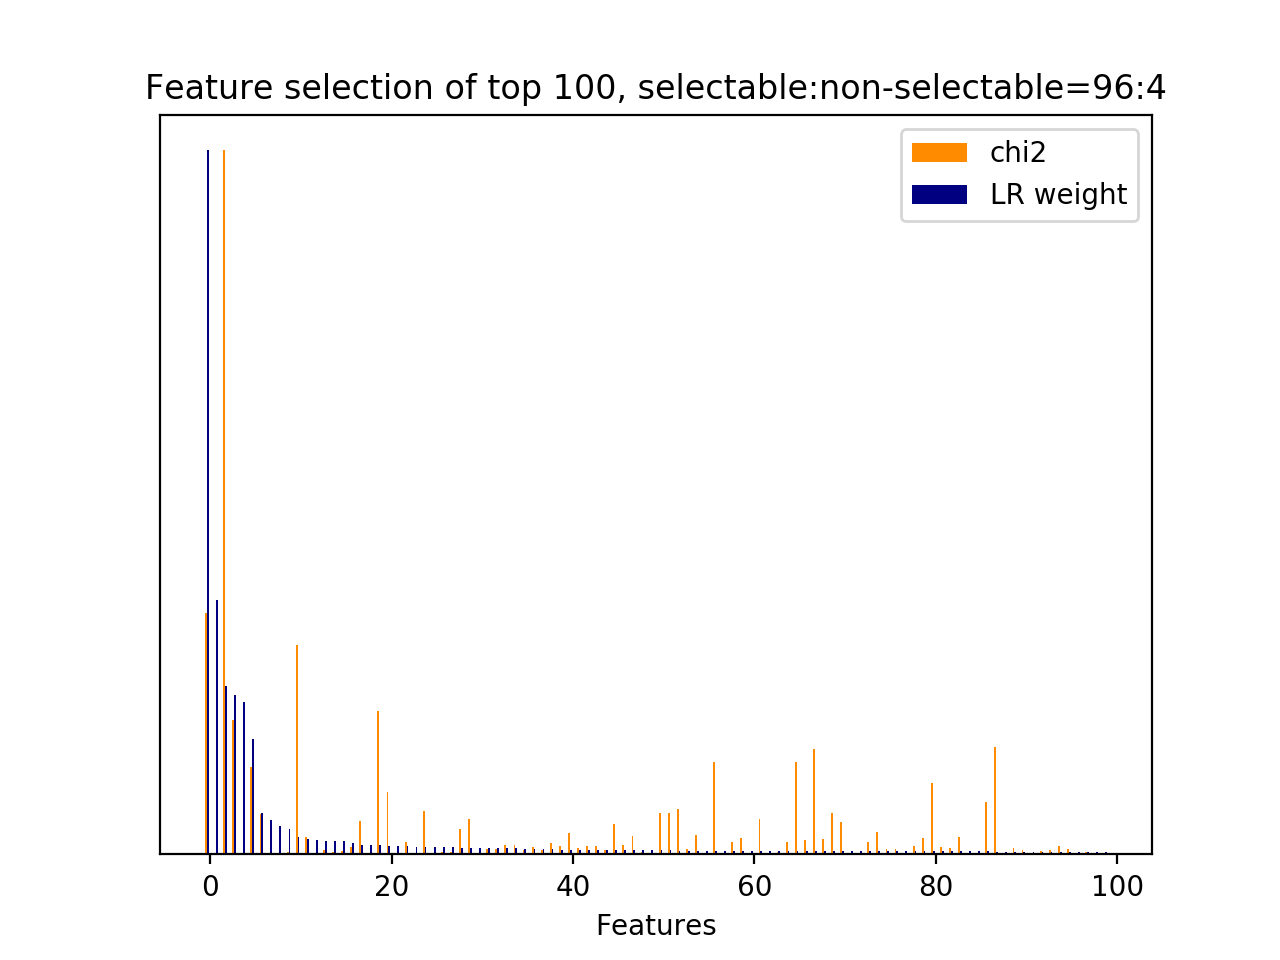 Feature selection of top 100, selectable:non-selectable=96:4
chi2
LR weight
0 20 40 60 80 100
Features